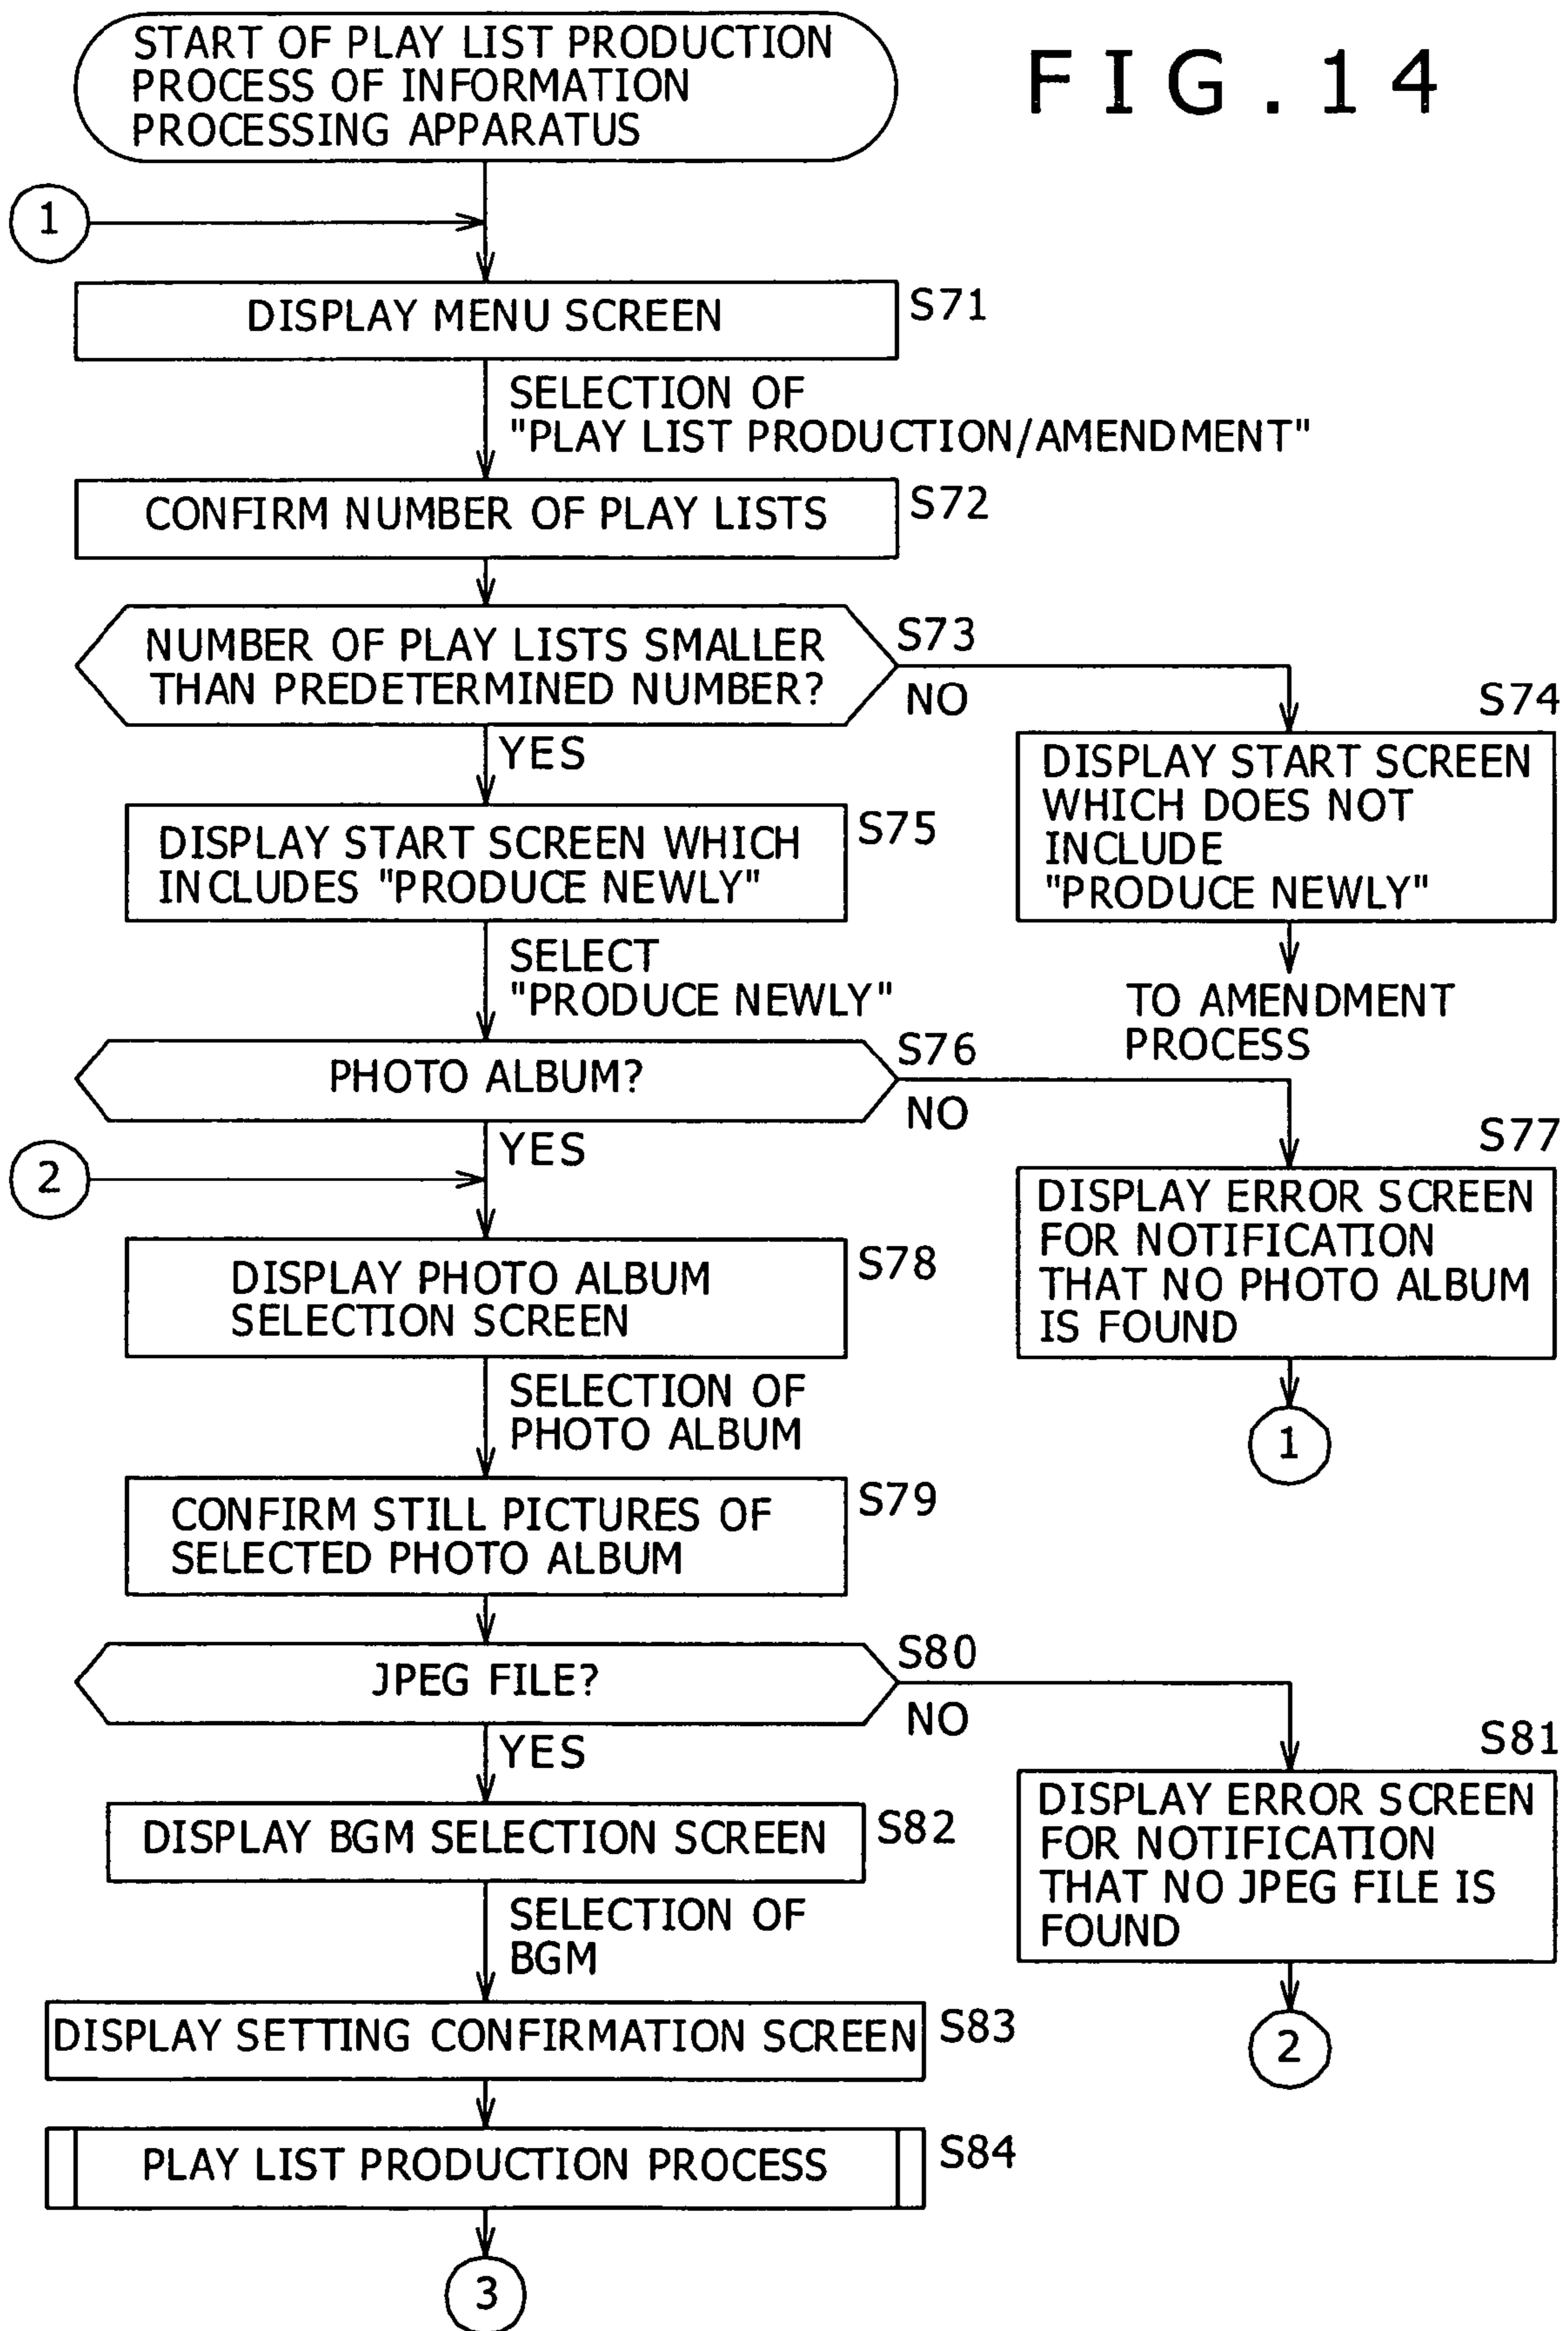 START OF PLAY LIST PRODUCTION
PROCESS OF INFORMATION
PROCESSING APPARATUS
FIG.14
1
DISPLAY MENU SCREEN
S71
SELECTION OF
"PLAY LIST PRODUCTION/AMENDMENT"
CONFIRM NUMBER OF PLAY LISTS
S72
NUMBER OF PLAY LISTS SMALLER
THAN PREDETERMINED NUMBER?
S73
NO
YES
S74
DISPLAY START SCREEN
WHICH DOES NOT
INCLUDE
"PRODUCE NEWLY"
TO AMENDMENT
PROCESS
DISPLAY START SCREEN WHICH
INCLUDES "PRODUCE NEWLY"
S75
SELECT
"PRODUCE NEWLY"
PHOTO ALBUM?
S76
NO
YES
S77
DISPLAY ERROR SCREEN
FOR NOTIFICATION
THAT NO PHOTO ALBUM
IS FOUND
1
2
DISPLAY PHOTO ALBUM
SELECTION SCREEN
S78
SELECTION OF
PHOTO ALBUM
CONFIRM STILL PICTURES OF
SELECTED PHOTO ALBUM
S79
JPEG FILE?
S80
NO
YES
S81
DISPLAY ERROR SCREEN
FOR NOTIFICATION
THAT NO JPEG FILE IS
FOUND
2
DISPLAY BGM SELECTION SCREEN
S82
SELECTION OF
BGM
DISPLAY SETTING CONFIRMATION SCREEN
S83
PLAY LIST PRODUCTION PROCESS
S84
3